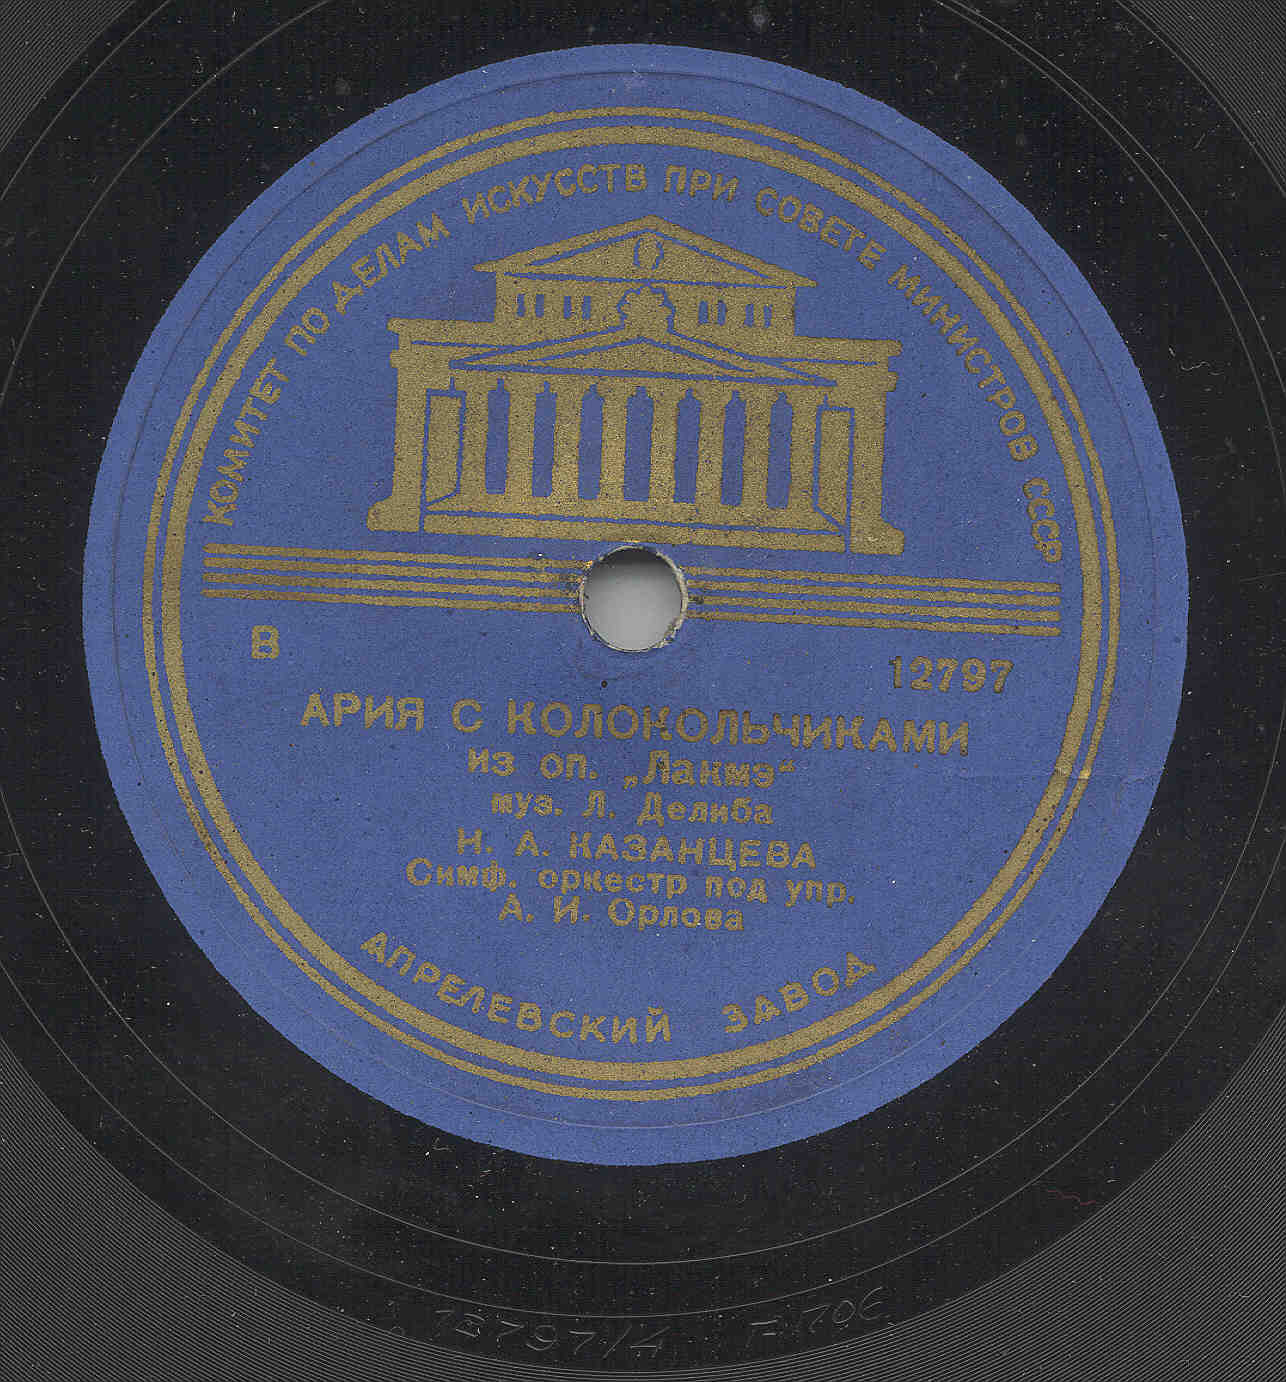 КОМИТЕТ ПО ДЕЛАМ ИСКУССТВ ПРИ СОВЕТЕ МИНИСТРОВ СССР
В
12797
АРИЯ С КОЛОКОЛЬЧИКАМИ
из оп. „Лакмэ“
муз. Л. Делиба
Н. А. КАЗАНЦЕВА
Симф. оркестр под упр.
А. И. Орлова
АПРЕЛЕВСКИЙ ЗАВОД